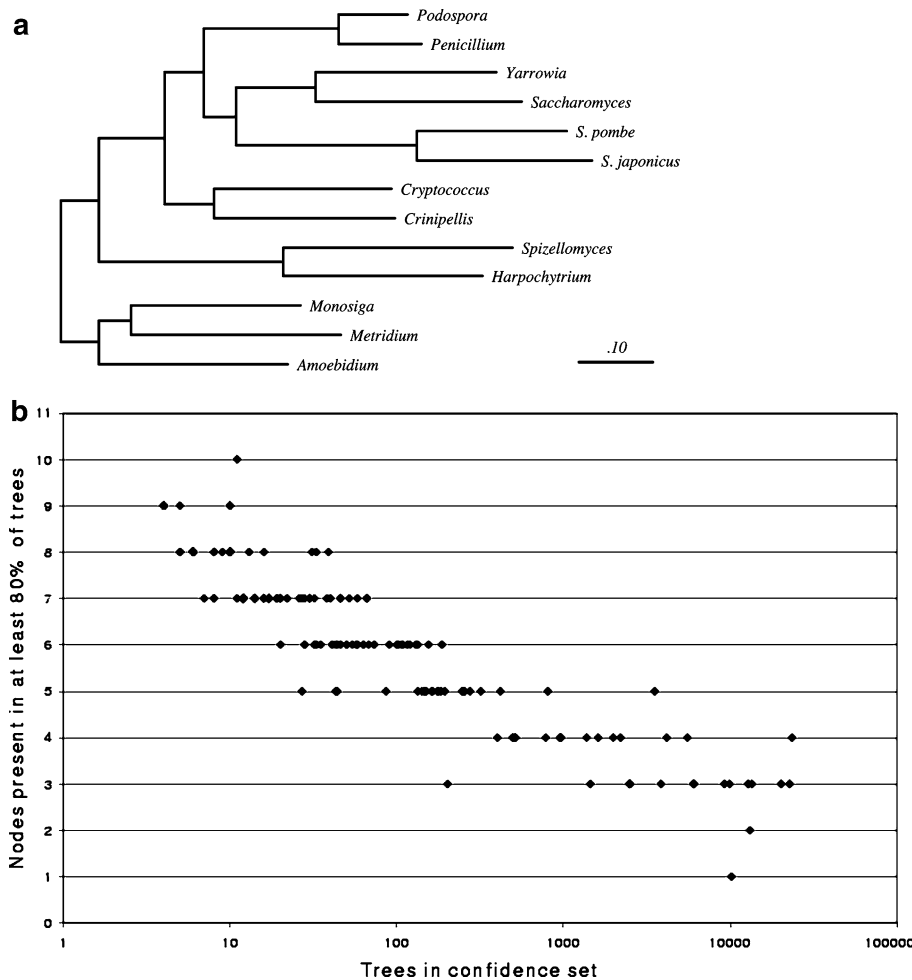 a
Podospora
Penicillium
Yarrowia
Saccharomyces
S. pombe
S. japonicus
Cryptococcus
Crinipellis
Spizellomyces
Harpochytrium
Monosiga
Metridium
Amoebidium
.10
b
Nodes present in at least 80% of trees
11
10
9
8
7
6
5
4
3
2
1
0
1 10 100 1000 10000 100000
Trees in confidence set